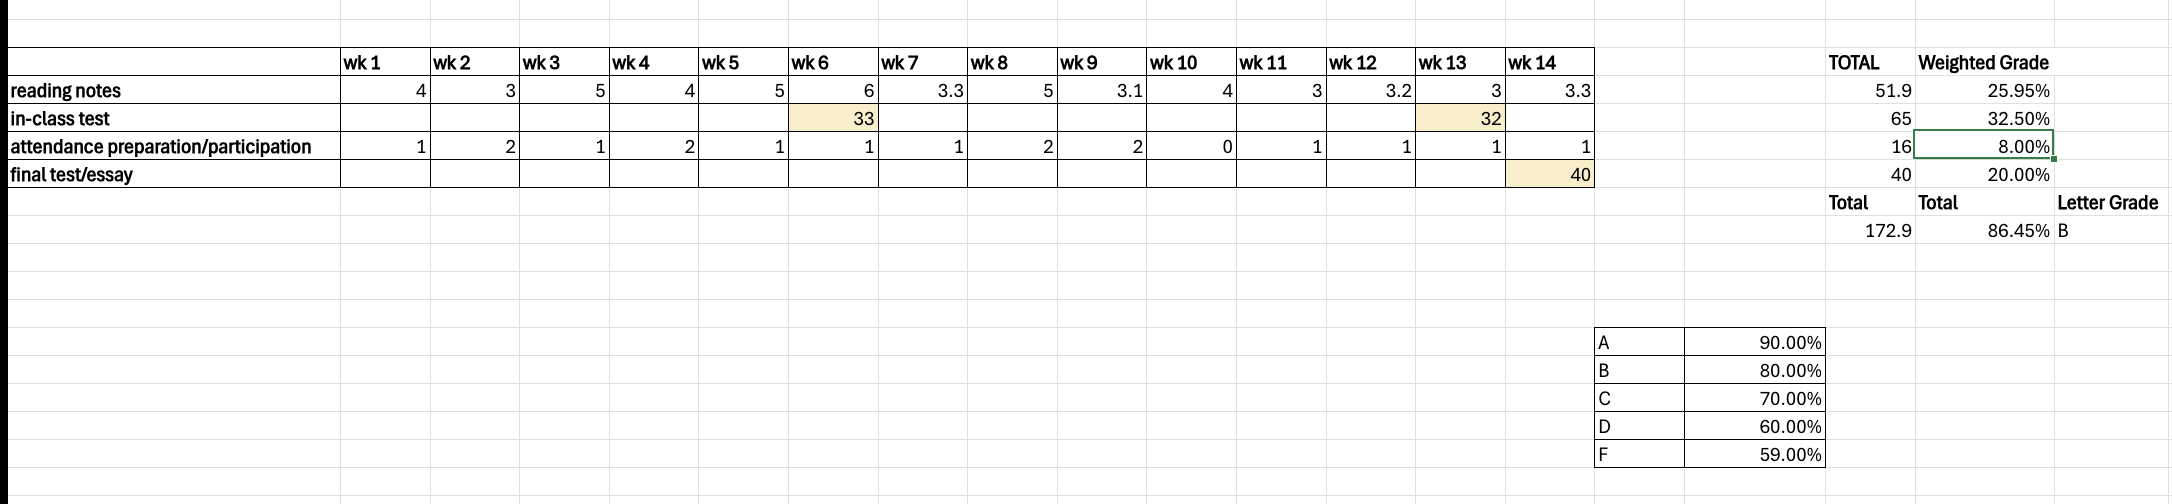 wk 1 wk 2 wk 3 wk 4 wk 5 wk 6 wk 7 wk 8 wk 9 wk 10 wk 11 wk 12 wk 13 wk 14 TOTAL Weighted Grade
reading notes 4 3 5 4 5 6 3.3 5 3.1 4 3 3.2 3 3.3 51.9 25.95%
in-class test 33 32 65 32.50%
attendance preparation/participation 1 2 1 2 1 1 1 2 2 0 1 1 1 1 16 8.00%
final test/essay 40 40 20.00%
Total Total Letter Grade
172.9 86.45% B
A 90.00%
B 80.00%
C 70.00%
D 60.00%
F 59.00%